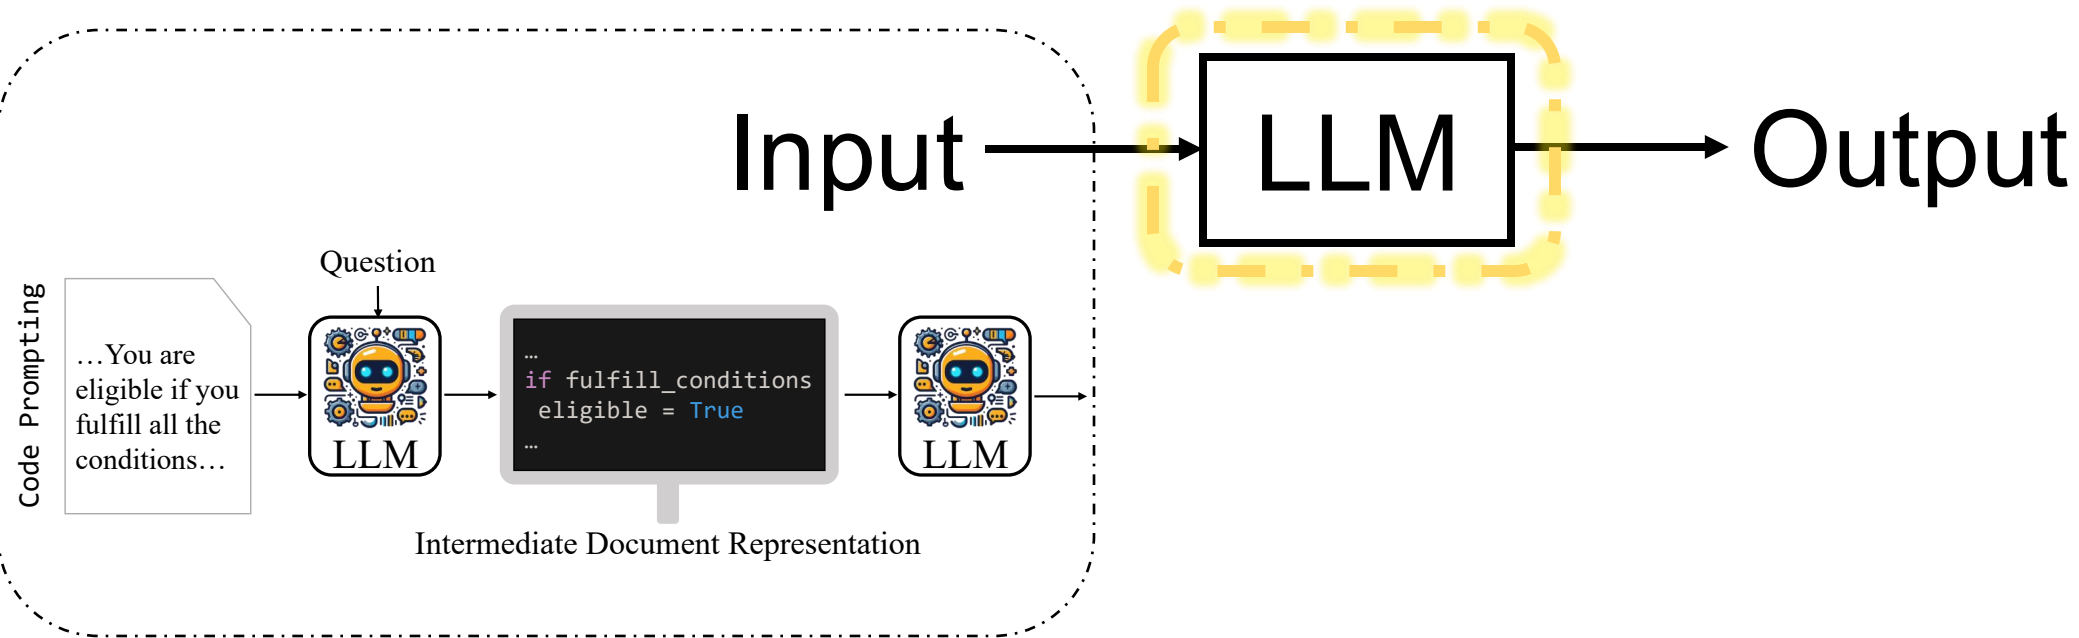 Input
LLM
Output
Code Prompting
Question
…You are
eligible if you
fulfill all the
conditions…
LLM
…
if fulfill_conditions
eligible = True
…
LLM
Intermediate Document Representation